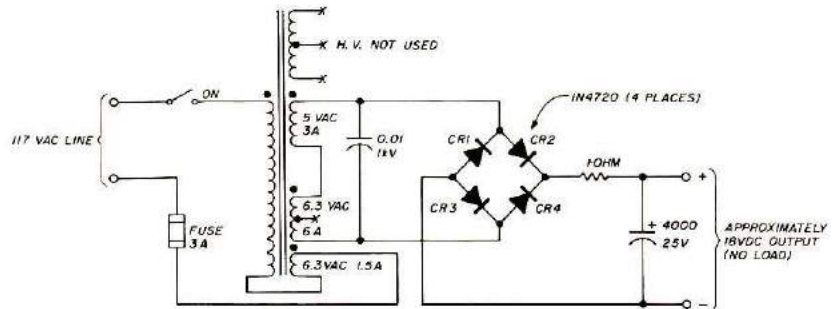 H.V. NOT USED
ON
117 VAC LINE
FUSE
3A
5 VAC
3A
6.3 VAC
6A
6.3VAC 1.5A
0.01
1kV
1N4720 (4 PLACES)
CR1
CR2
CR3
CR4
1 OHM
+ 4000
25V
+
−
APPROXIMATELY
18VDC OUTPUT
(NO LOAD)